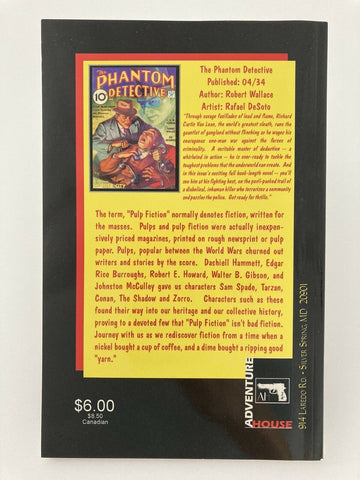 The
PHANTOM
DETECTIVE
10¢
CITY
The Phantom Detective
Published: 04/34
Author: Robert Wallace
Artist: Rafael DeSoto
"Through savage fusillades of lead and flame, Richard
Curtis Van Loan, the world's greatest sleuth, runs the
gauntlet of gangland without flinching as he wages his
courageous one-man war against the forces of
criminality. A veritable master of deduction — a
whirlwind in action — he is ever-ready to tackle the
toughest problems that the underworld can create. And
in this issue's exciting full book-length novel — you'll
see him at his fighting best, on the peril-packed trail of
a diabolical, inhuman killer who terrorizes a community
and puzzles the police. Get ready for thrills."
The term, "Pulp Fiction" normally denotes fiction, written for
the masses. Pulps and pulp fiction were actually inexpen-
sively priced magazines, printed on rough newsprint or pulp
paper. Pulps, popular between the World Wars churned out
writers and stories by the score. Dashiell Hammett, Edgar
Rice Burroughs, Robert E. Howard, Walter B. Gibson, and
Johnston McCulley gave us characters Sam Spade, Tarzan,
Conan, The Shadow and Zorro. Characters such as these
found their way into our heritage and our collective history,
proving to a devoted few that "Pulp Fiction" isn't bad fiction.
Journey with us as we rediscover fiction from a time when a
nickel bought a cup of coffee, and a dime bought a ripping good
"yarn."
$6.00
$8.50
Canadian
ADVENTURE
HOUSE
AH
914 LAREDO RD. • SILVER SPRING, MD 20901